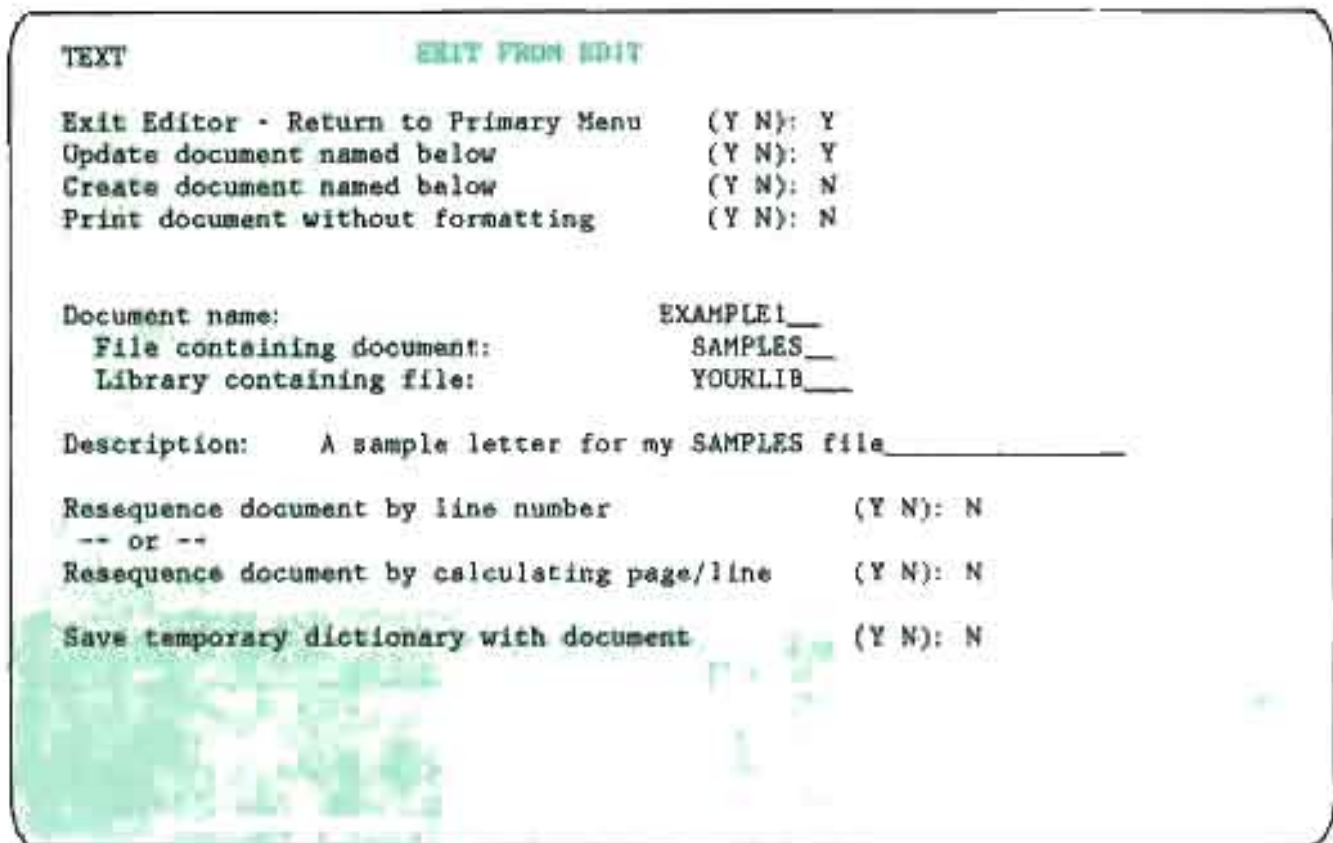 TEXT EXIT FROM EDIT
Exit Editor - Return to Primary Menu (Y N): Y
Update document named below (Y N): Y
Create document named below (Y N): N
Print document without formatting (Y N): N
Document name: EXAMPLE1__
File containing document: SAMPLES__
Library containing file: YOURLIB___
Description: A sample letter for my SAMPLES file_______________
Resequence document by line number (Y N): N
-- or --
Resequence document by calculating page/line (Y N): N
Save temporary dictionary with document (Y N): N